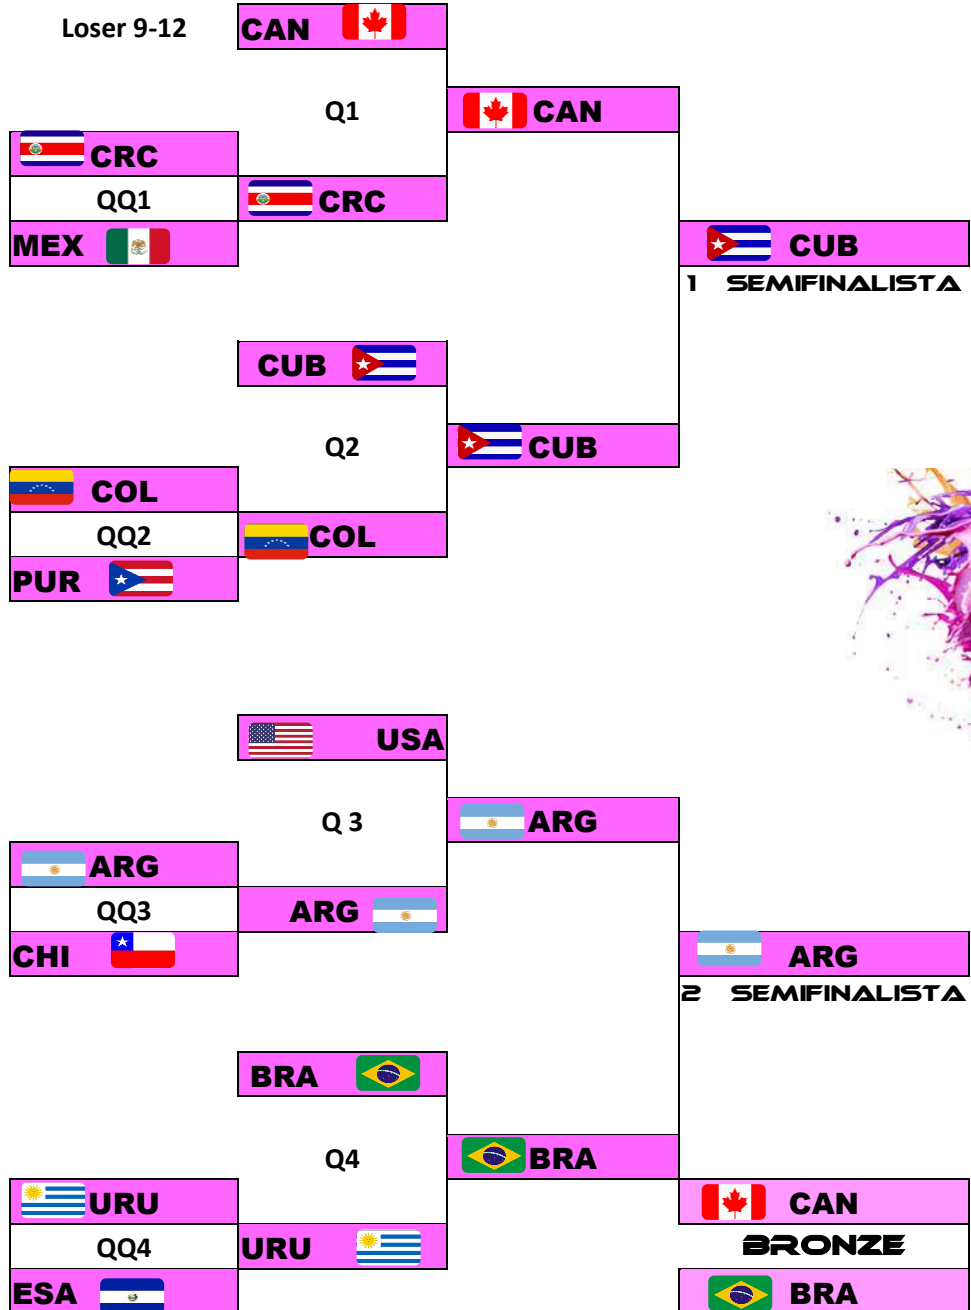 Loser 9-12 CAN
Q1 CAN
CRC
QQ1 CRC
MEX CUB
1 SEMIFINALISTA
CUB
Q2 CUB
COL
QQ2 COL
PUR
USA
Q 3 ARG
ARG
QQ3 ARG
CHI ARG
2 SEMIFINALISTA
BRA
Q4 BRA
URU CAN
QQ4 URU BRONZE
ESA BRA